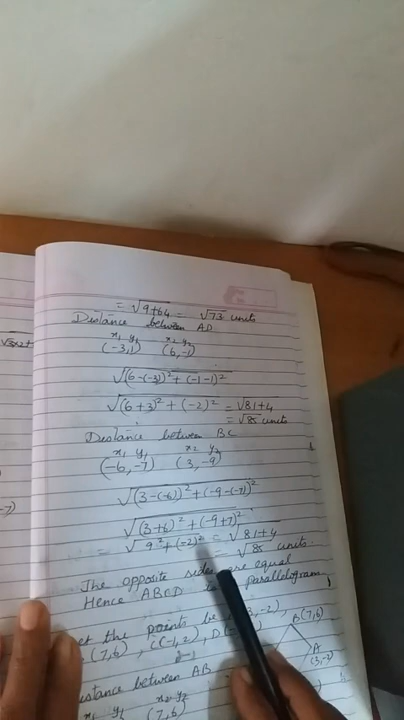 = √9+64 = √73 units
Distance between AD
x₁ y₁ x₂ y₂
(-3,1) (6,-1)
√(6-(-3))² + (-1-1)²
√(6+3)² + (-2)² = √81+4
= √85 units
Distance between BC
x₁ y₁ x₂ y₂
(-6,-7) (3,-9)
√(3-(-6))² + (-9-(-7))²
√(3+6)² + (-9+7)²
= √9² + (-2)² = √81+4
= √85 units.
The opposite sides are equal
Hence ABCD is parallelogram
the points be
(7,6), C(-1,2), D
B(7,6)
A
(3,-2)
distance between AB
x₁ y₁ x₂ y₂
(7,6)